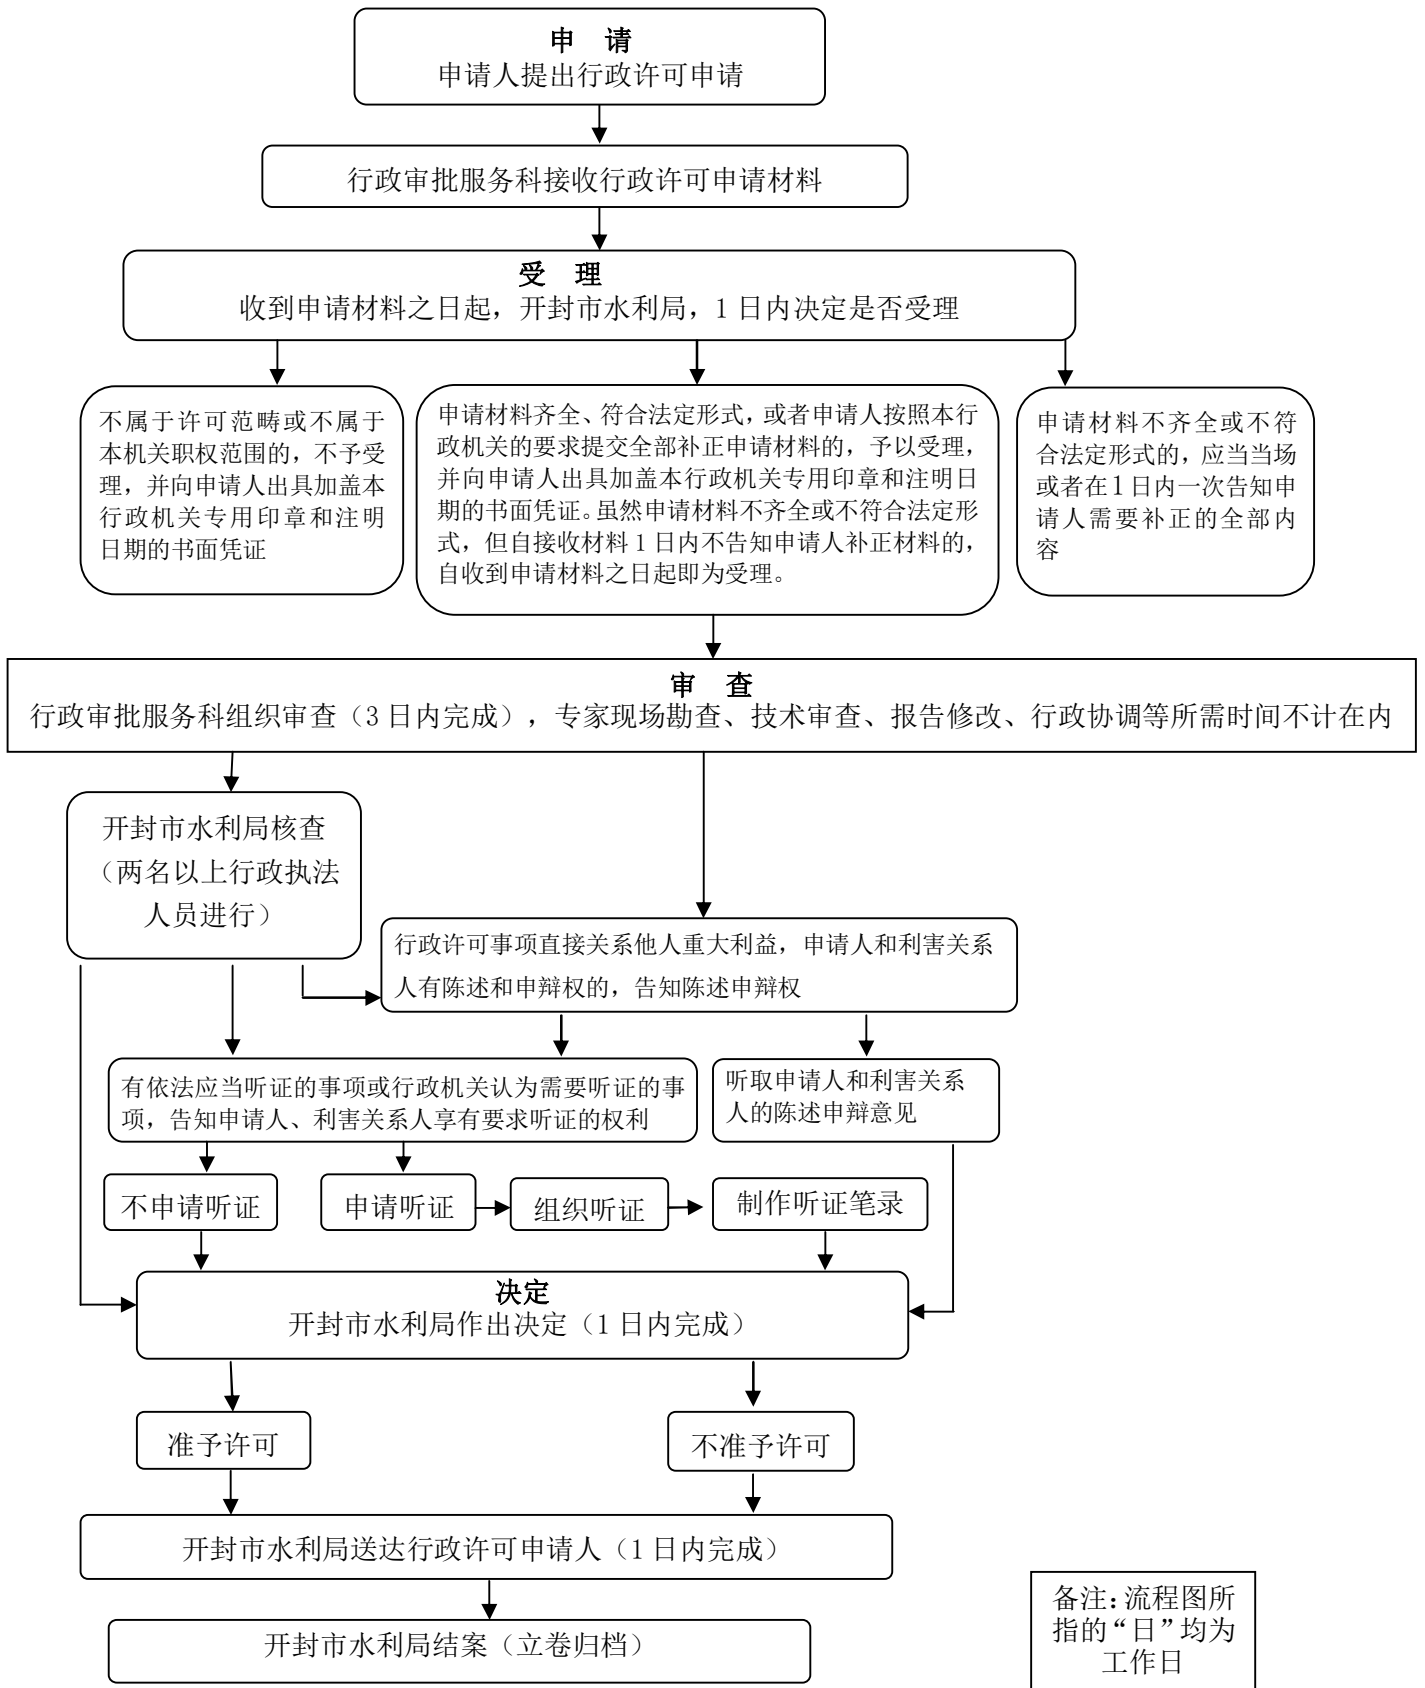 申 请
申请人提出行政许可申请
行政审批服务科接收行政许可申请材料
受 理
收到申请材料之日起，开封市水利局，1 日内决定是否受理
不属于许可范畴或不属于
本机关职权范围的，不予受
理，并向申请人出具加盖本
行政机关专用印章和注明
日期的书面凭证
申请材料齐全、符合法定形式，或者申请人按照本行
政机关的要求提交全部补正申请材料的，予以受理，
并向申请人出具加盖本行政机关专用印章和注明日
期的书面凭证。虽然申请材料不齐全或不符合法定形
式，但自接收材料 1 日内不告知申请人补正材料的，
自收到申请材料之日起即为受理。
申请材料不齐全或不符
合法定形式的，应当当场
或者在 1 日内一次告知申
请人需要补正的全部内
容
审 查
行政审批服务科组织审查（3 日内完成），专家现场勘查、技术审查、报告修改、行政协调等所需时间不计在内
开封市水利局核查
（两名以上行政执法
人员进行）
行政许可事项直接关系他人重大利益，申请人和利害关系
人有陈述和申辩权的，告知陈述申辩权
有依法应当听证的事项或行政机关认为需要听证的事
项，告知申请人、利害关系人享有要求听证的权利
听取申请人和利害关系
人的陈述申辩意见
不申请听证
申请听证
组织听证
制作听证笔录
决定
开封市水利局作出决定（1 日内完成）
准予许可
不准予许可
开封市水利局送达行政许可申请人（1 日内完成）
开封市水利局结案（立卷归档）
备注：流程图所
指的“日”均为
工作日